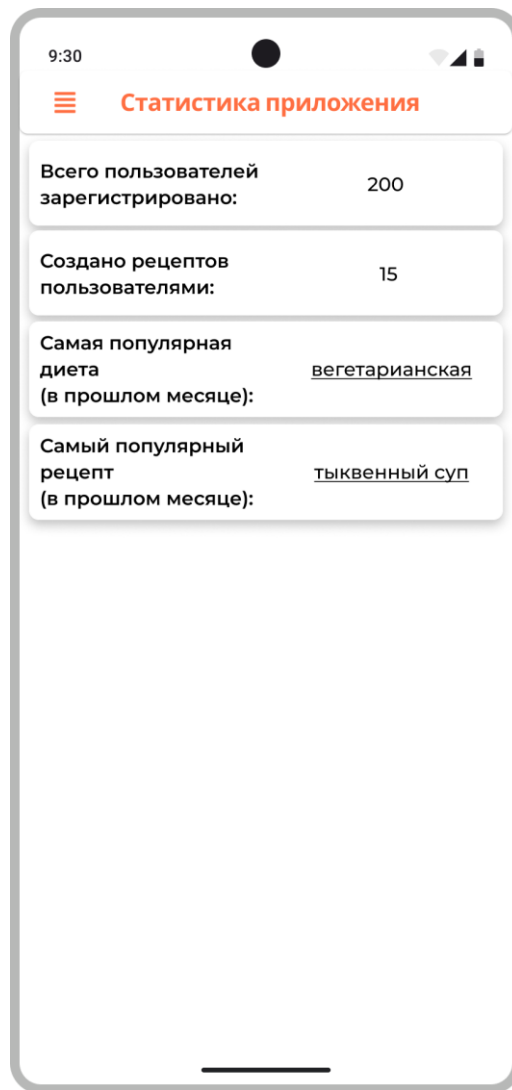 9:30
Статистика приложения
Всего пользователей
зарегистрировано:
200
Создано рецептов
пользователями:
15
Самая популярная
диета
(в прошлом месяце):
вегетарианская
Самый популярный
рецепт
(в прошлом месяце):
тыквенный суп